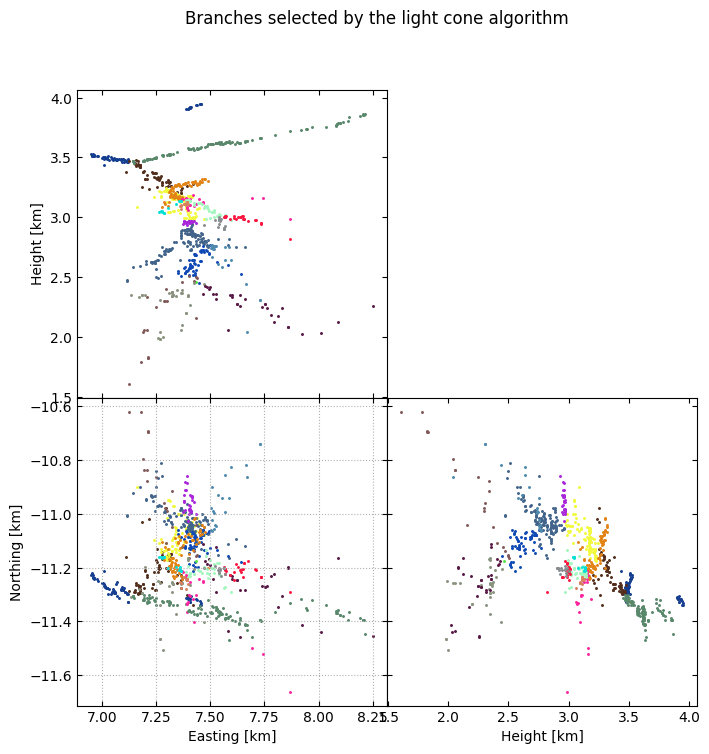 Branches selected by the light cone algorithm
4.0
3.5
3.0
2.5
2.0
1.5
Height [km]
−10.6
−10.8
−11.0
−11.2
−11.4
−11.6
Northing [km]
7.00 7.25 7.50 7.75 8.00 8.25
1.5 2.0 2.5 3.0 3.5 4.0
Easting [km]
Height [km]